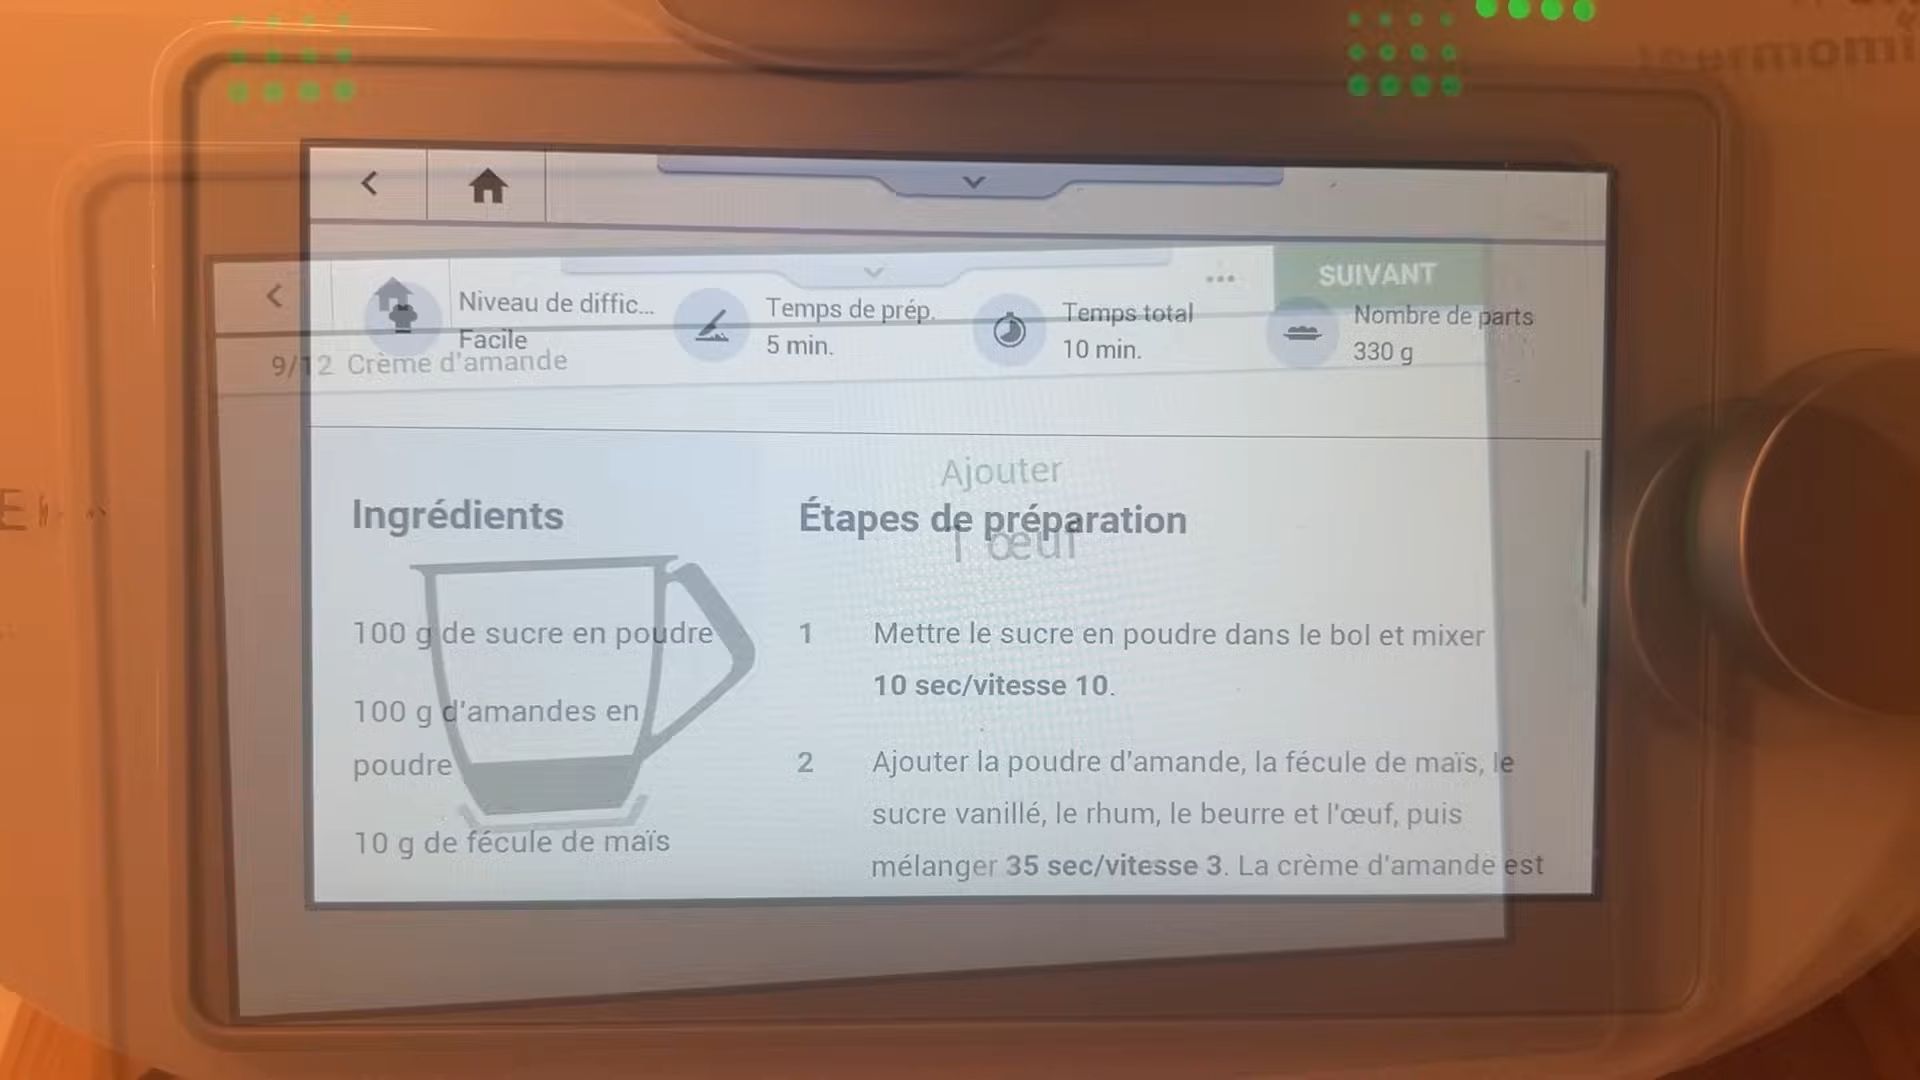 SUIVANT
Niveau de diffic...
Facile
Temps de prép.
5 min.
Temps total
10 min.
Nombre de parts
330 g
9/12 Crème d'amande
Ajouter
1 œuf
Ingrédients
100 g de sucre en poudre
100 g d'amandes en
poudre
10 g de fécule de maïs
Étapes de préparation
1 Mettre le sucre en poudre dans le bol et mixer
10 sec/vitesse 10.
2 Ajouter la poudre d'amande, la fécule de maïs, le
sucre vanillé, le rhum, le beurre et l'œuf, puis
mélanger 35 sec/vitesse 3. La crème d'amande est